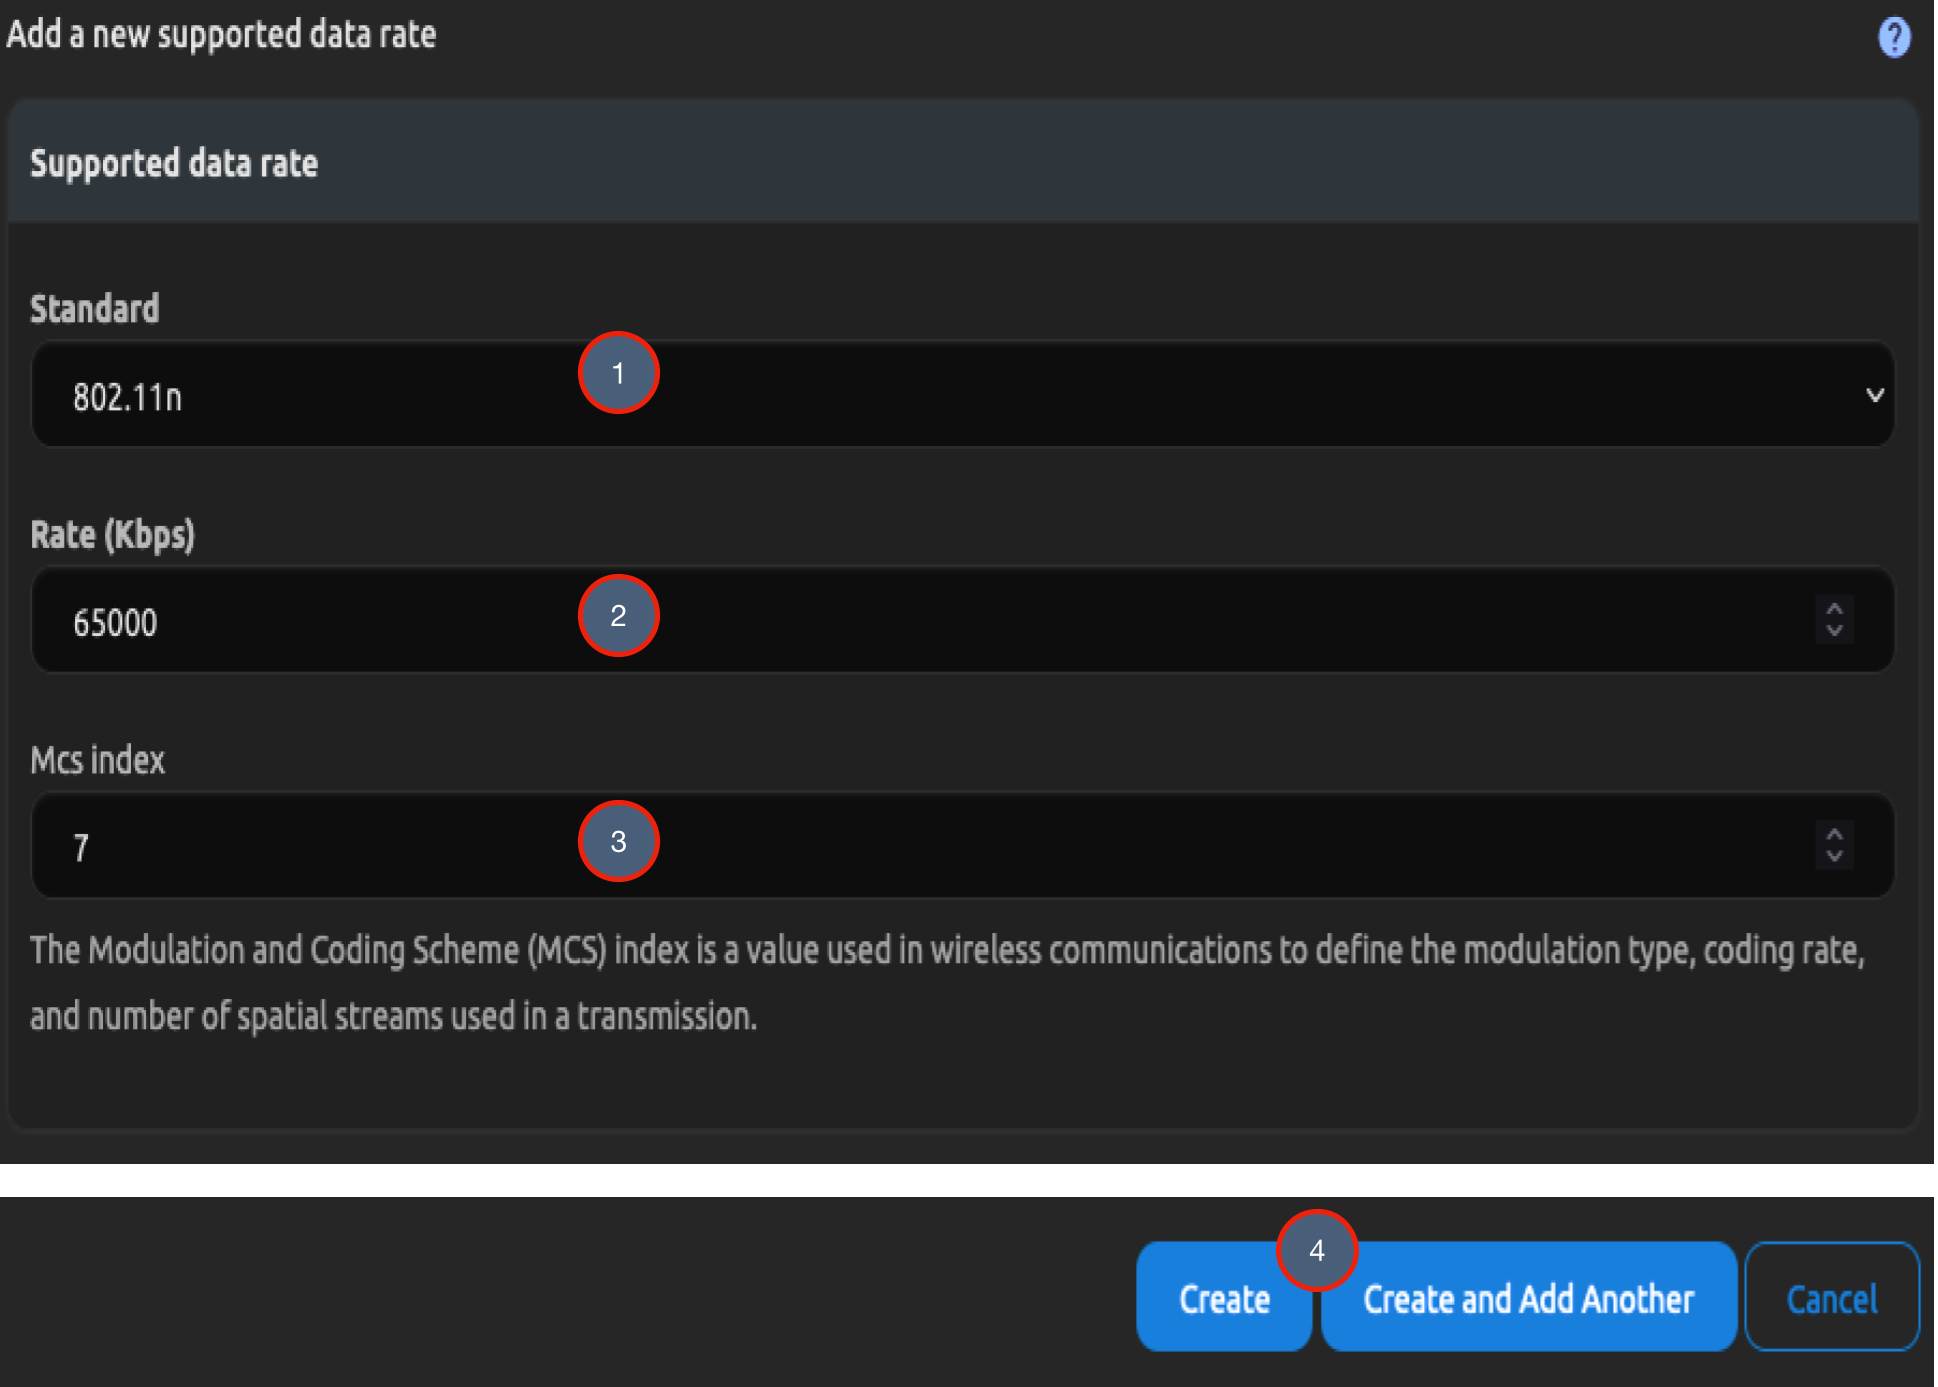 Add a new supported data rate
?
Supported data rate
Standard
1
802.11n
Rate (Kbps)
2
65000
Mcs index
3
7
The Modulation and Coding Scheme (MCS) index is a value used in wireless communications to define the modulation type, coding rate,
and number of spatial streams used in a transmission.
4
Create
Create and Add Another
Cancel